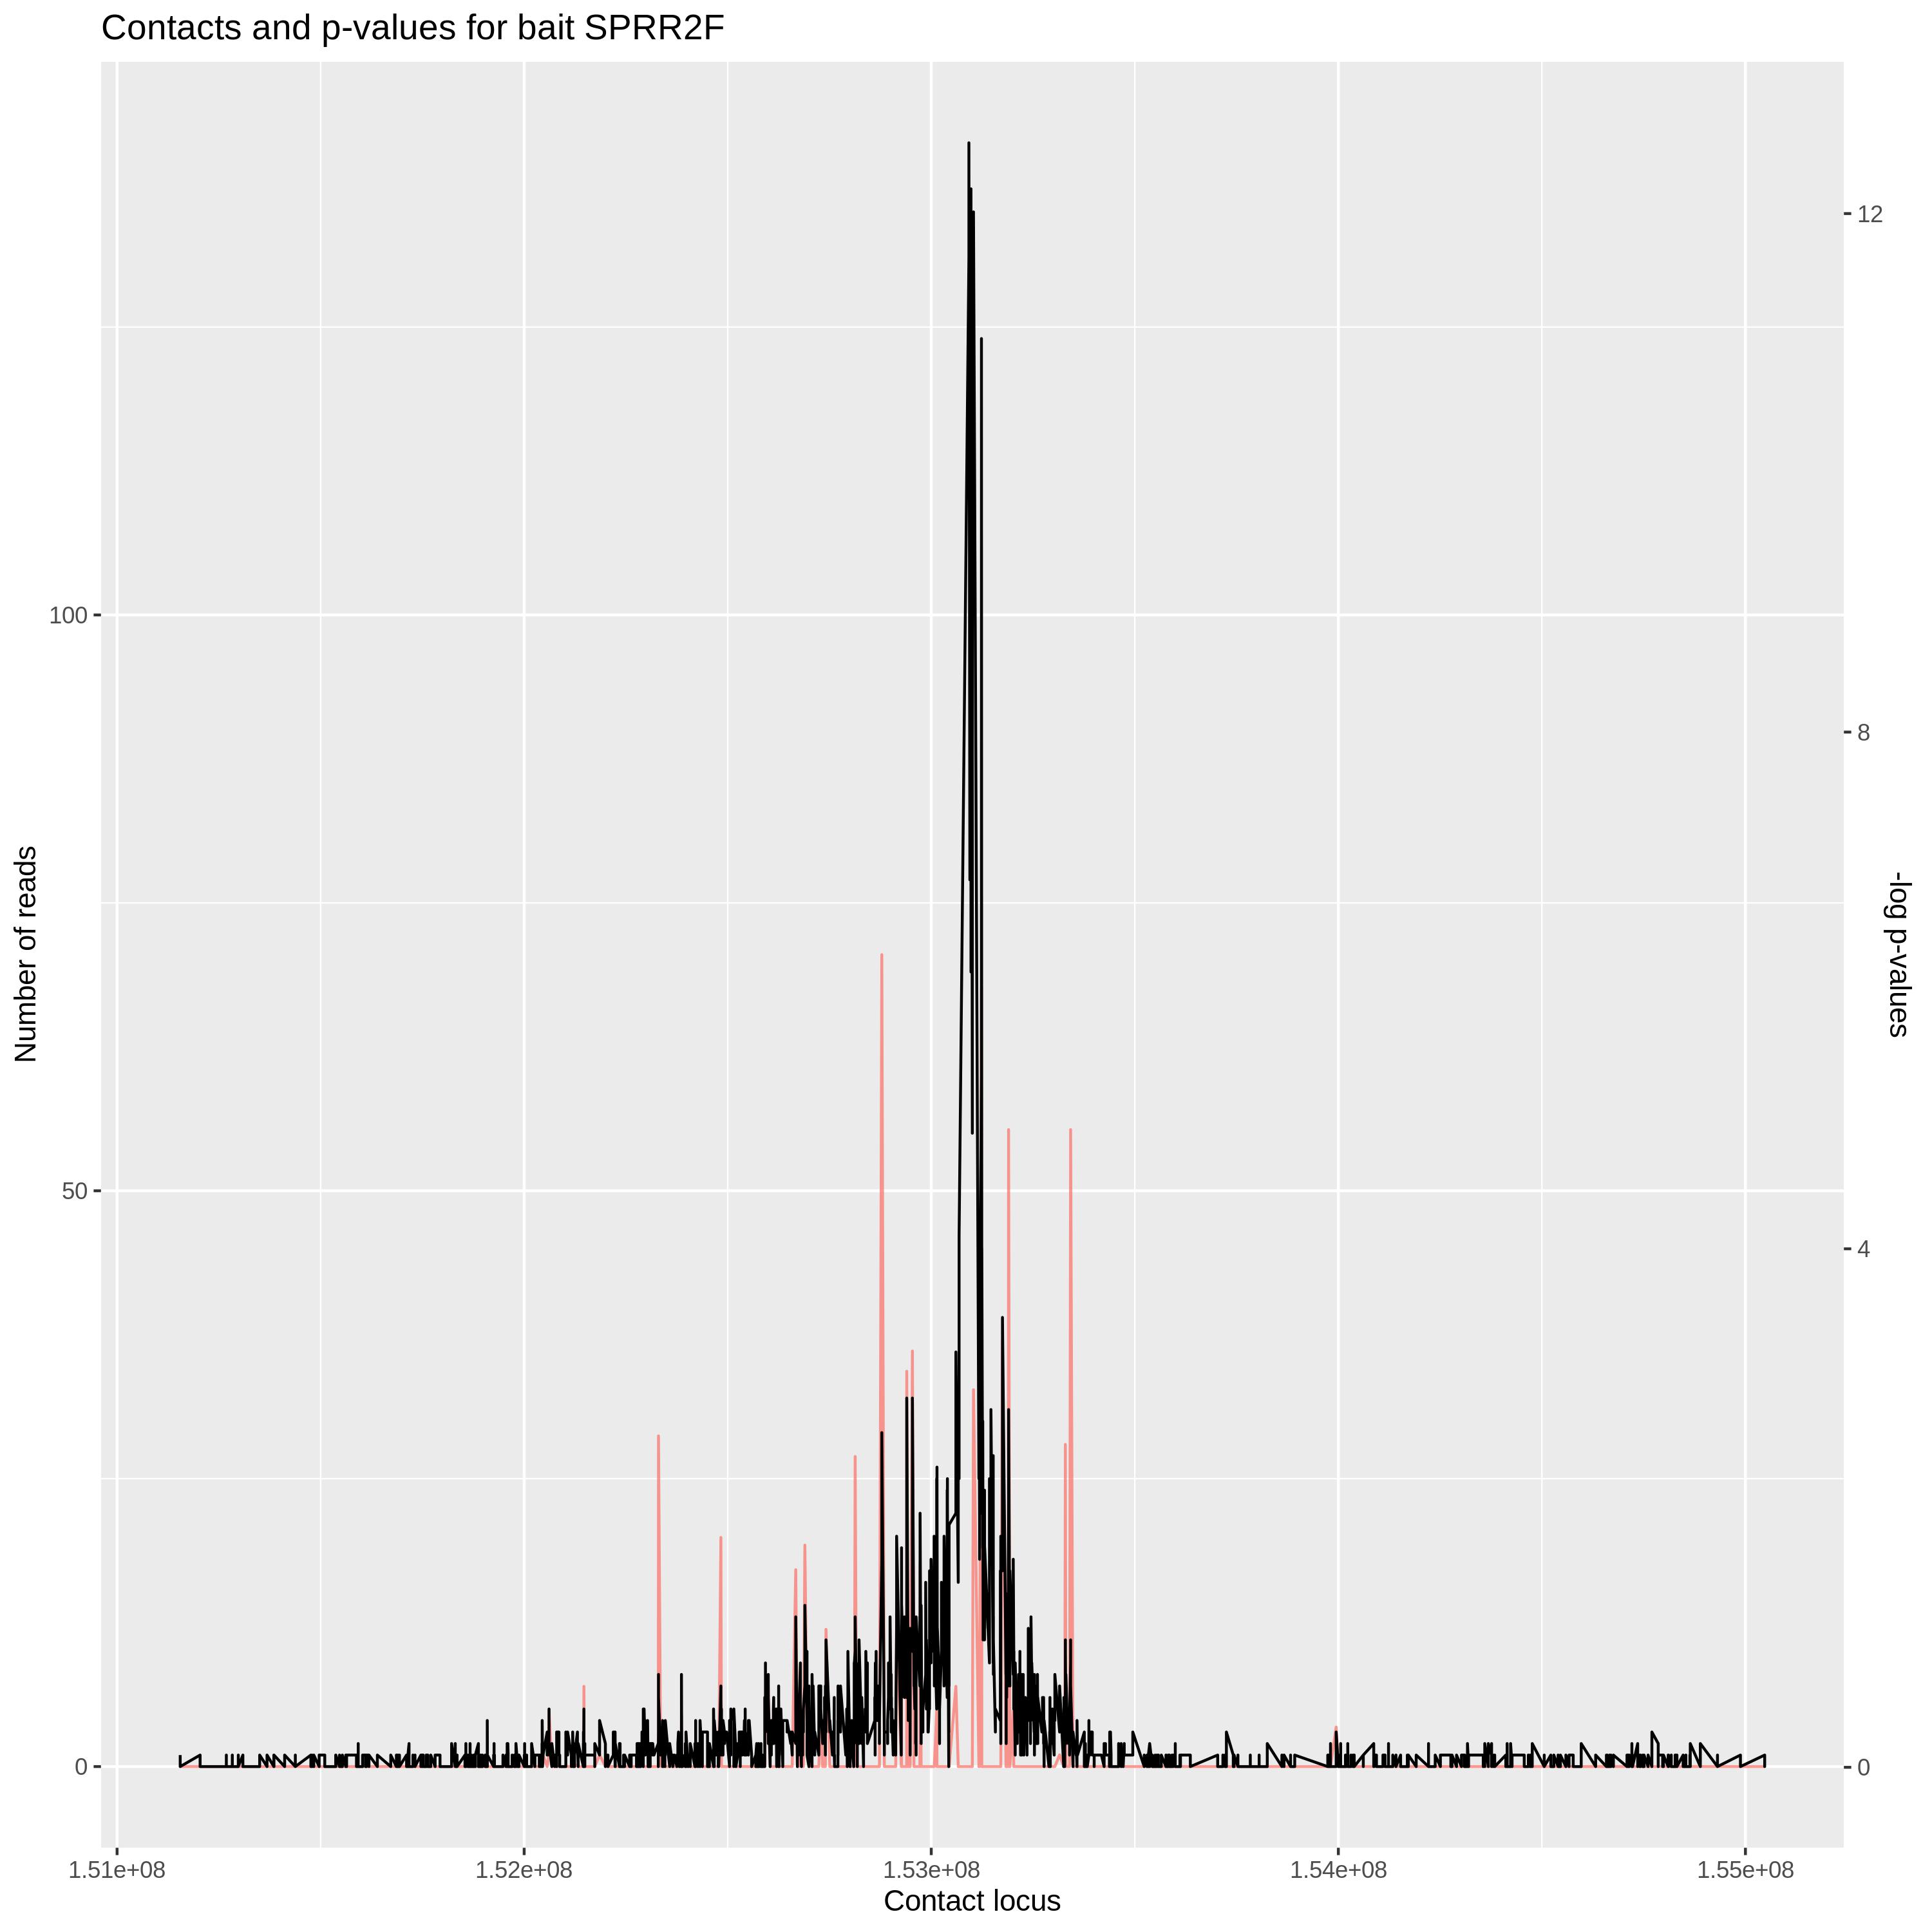 Contacts and p-values for bait SPRR2F
12
100
8
Number of reads
-log p-values
50
4
0
0
1.51e+08
1.52e+08
1.53e+08
1.54e+08
1.55e+08
Contact locus